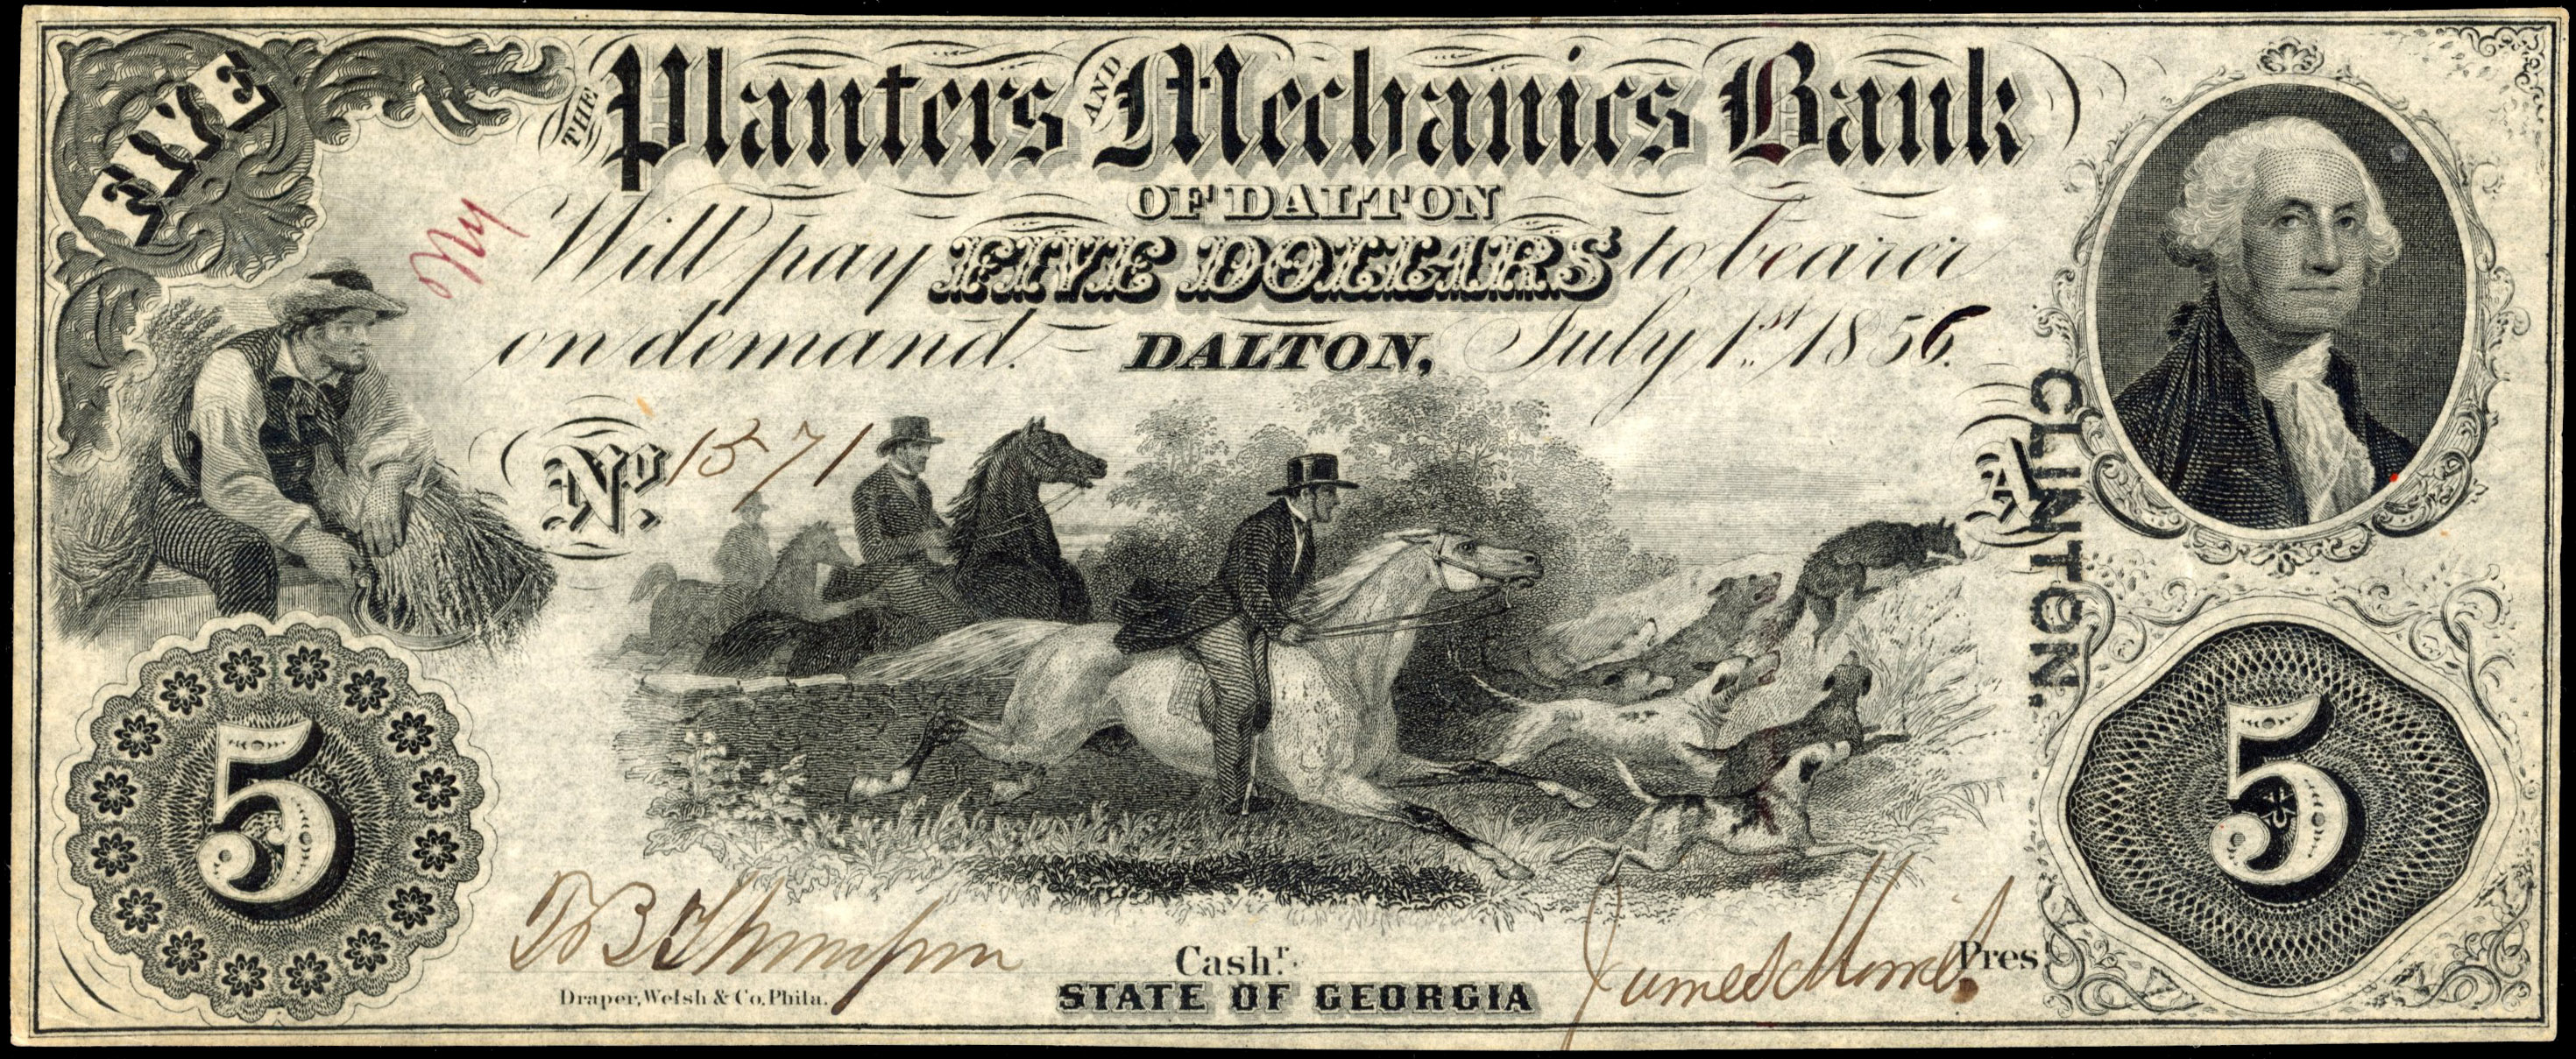 FIVE
THE Planters AND Mechanics Bank
OF DALTON
Will pay FIVE DOLLARS to bearer
on demand. DALTON, July 1st 1856.
No. 1571
A
CLINTON.
5
5
Cashr.
Pres
Draper, Welsh & Co. Phila.
STATE OF GEORGIA